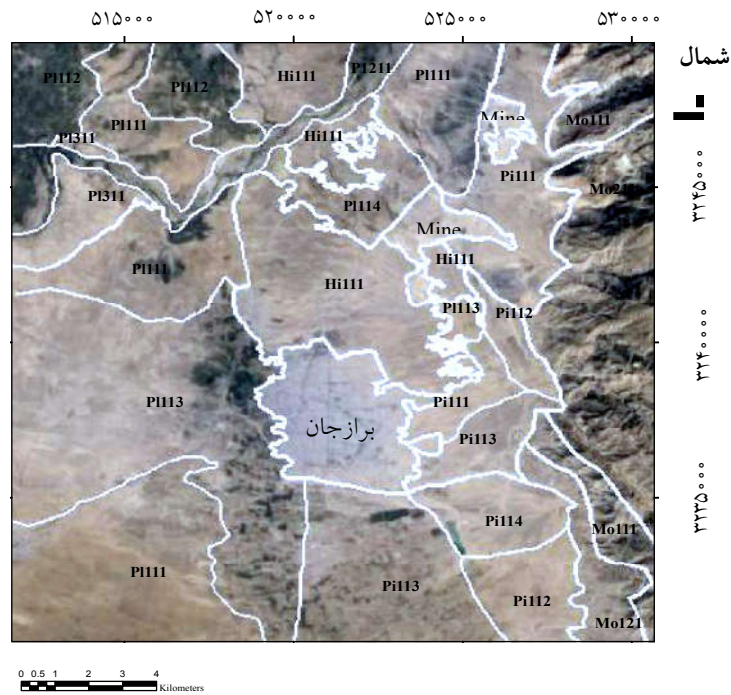 ۵۱۵۰۰۰ ۵۲۰۰۰۰ ۵۲۵۰۰۰ ۵۳۰۰۰۰
شمال
Pl112 Pl112 Hi111 P1211 Pl111
Pl311 Pl111 Hi111 Mine Mo111
Pl311 Pl114 Pi111
۳۲۴۵۰۰۰
Mine
Pl111 Hi111 Hi111
Pl113 Pi112
۳۲۴۰۰۰۰
Pl113 Pi111
برازجان Pi113
۳۲۳۵۰۰۰
Pi114 Mo111
Pl111 Pi113 Pi112
Mo121
0 0.5 1 2 3 4
Kilometers